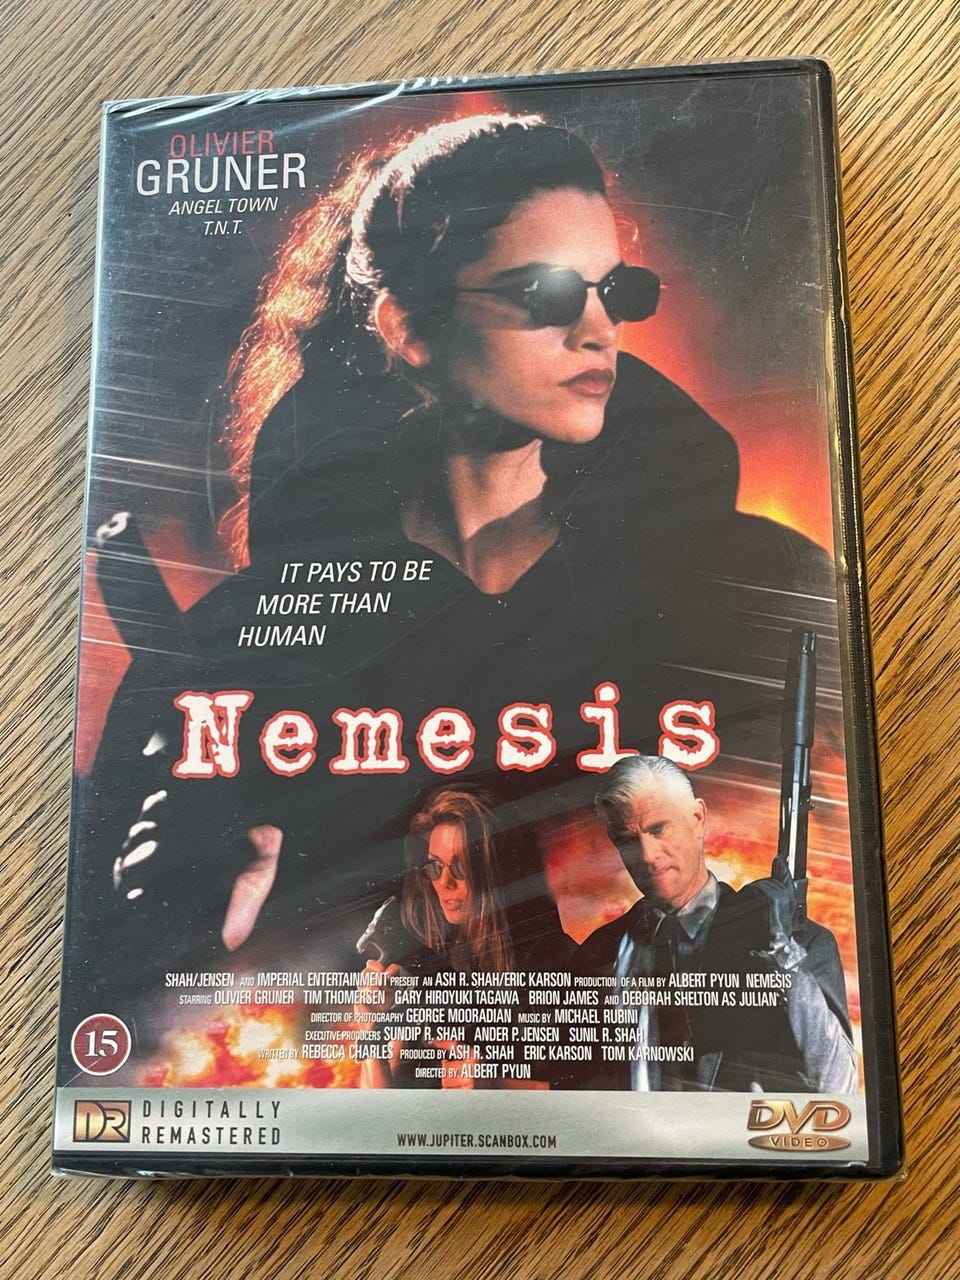 OLIVIER
GRUNER
ANGEL TOWN
T.N.T.
IT PAYS TO BE
MORE THAN
HUMAN
Nemesis
SHAH/JENSEN AND IMPERIAL ENTERTAINMENT PRESENT AN ASH R. SHAH/ERIC KARSON PRODUCTION OF A FILM BY ALBERT PYUN NEMESIS
STARRING OLIVIER GRUNER TIM THOMERSEN GARY HIROYUKI TAGAWA BRION JAMES AND DEBORAH SHELTON AS JULIAN
DIRECTOR OF PHOTOGRAPHY GEORGE MOORADIAN MUSIC BY MICHAEL RUBINI
EXECUTIVE PRODUCERS SUNDIP R. SHAH ANDER P. JENSEN SUNIL R. SHAH
WRITTEN BY REBECCA CHARLES PRODUCED BY ASH R. SHAH ERIC KARSON TOM KARNOWSKI
DIRECTED BY ALBERT PYUN
15
DR DIGITALLY
REMASTERED
WWW.JUPITER.SCANBOX.COM
DVD
VIDEO